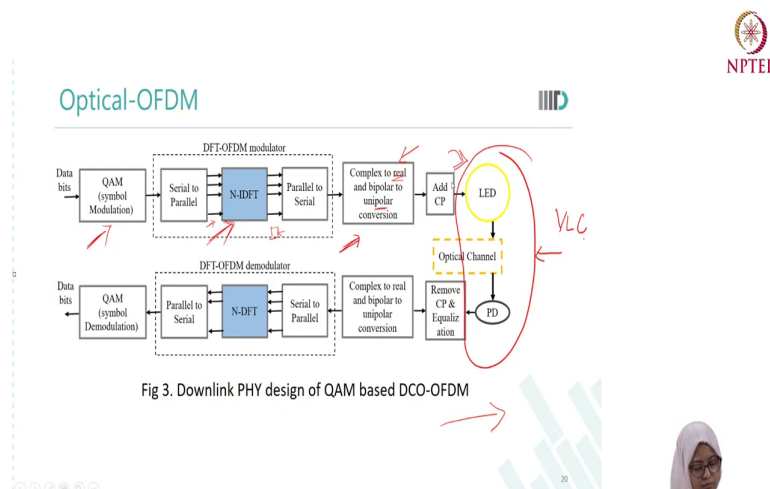 NPTEL
Optical-OFDM
DFT-OFDM modulator
Data
bits
QAM
(symbol
Modulation)
Serial to
Parallel
N-IDFT
Parallel to
Serial
Complex to real
and bipolar to
unipolar
conversion
Add
CP
LED
VLC
Optical Channel
DFT-OFDM demodulator
Data
bits
QAM
(symbol
Demodulation)
Parallel to
Serial
N-DFT
Serial to
Parallel
Complex to real
and bipolar to
unipolar
conversion
Remove
CP &
Equaliz
ation
PD
Fig 3. Downlink PHY design of QAM based DCO-OFDM
20